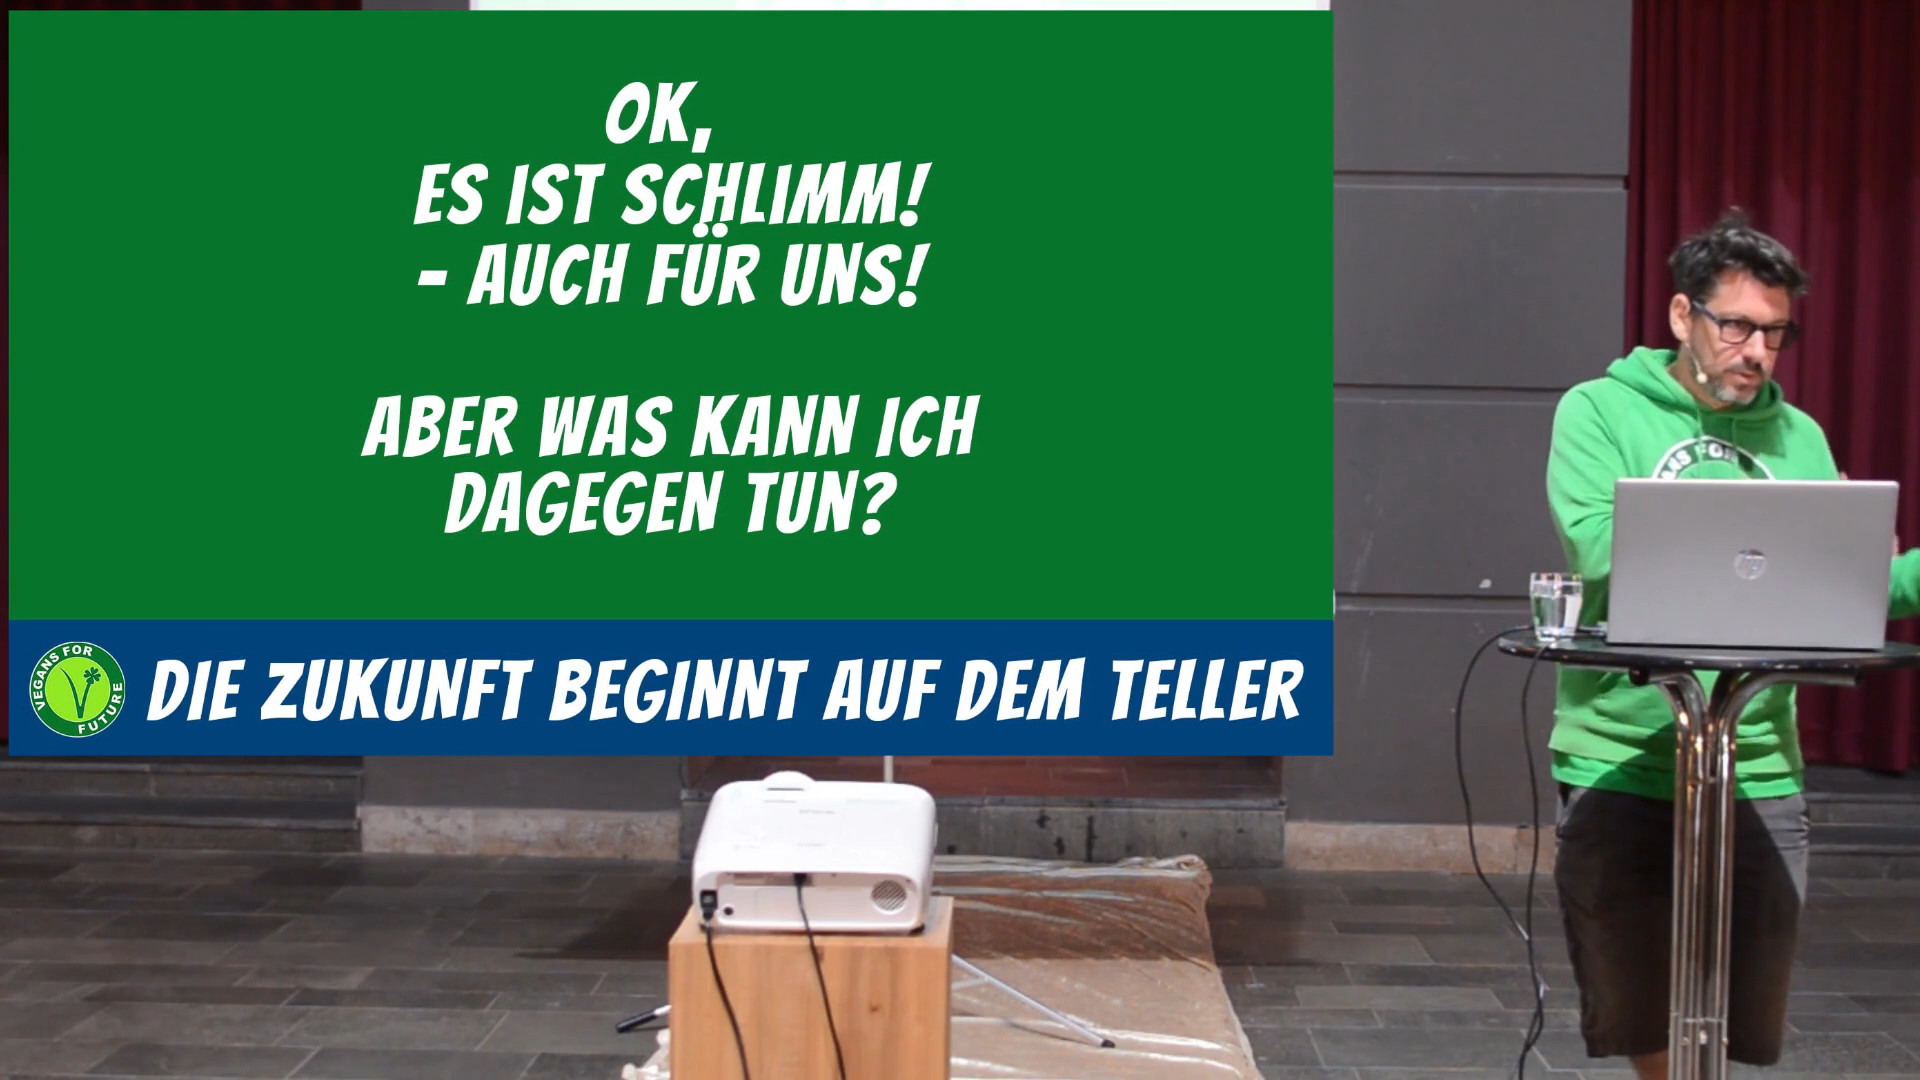 OK,
ES IST SCHLIMM!
- AUCH FÜR UNS!
ABER WAS KANN ICH
DAGEGEN TUN?
VEGANS FOR
FUTURE
DIE ZUKUNFT BEGINNT AUF DEM TELLER
hp